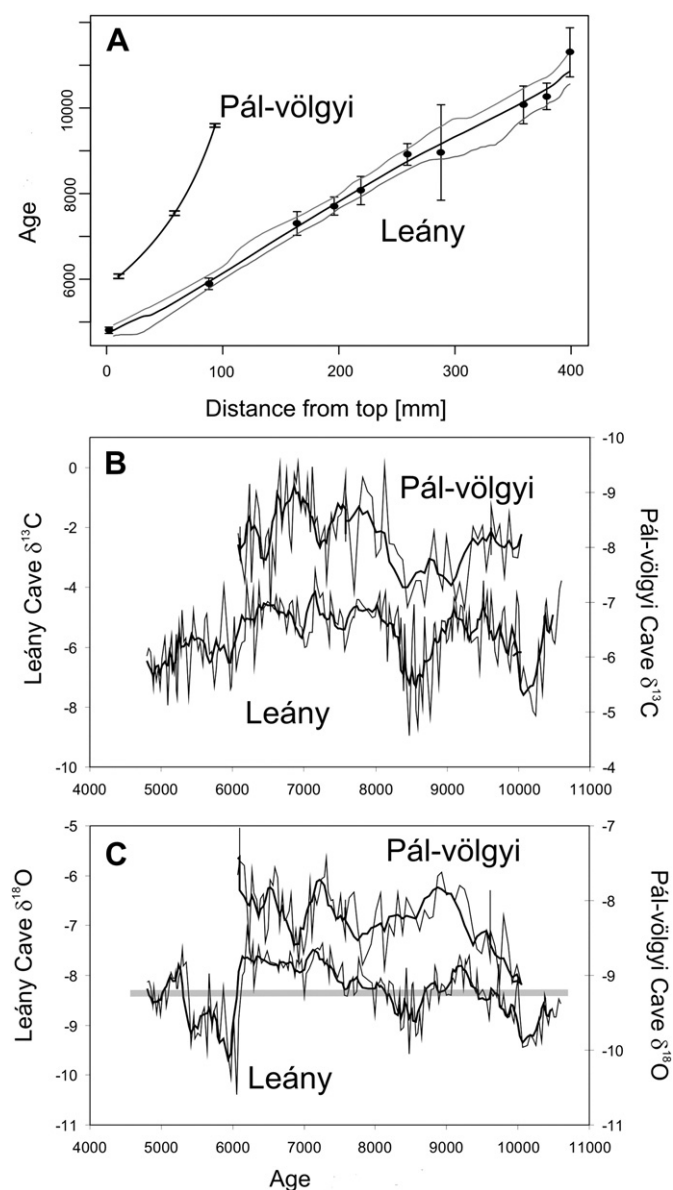 A
Pál-völgyi
Leány
Age
10000
8000
6000
0 100 200 300 400
Distance from top [mm]
B
Pál-völgyi
Leány
Leány Cave δ13C
0
-2
-4
-6
-8
-10
Pál-völgyi Cave δ13C
-10
-9
-8
-7
-6
-5
-4
4000 5000 6000 7000 8000 9000 10000 11000
C
Pál-völgyi
Leány
Leány Cave δ18O
-5
-6
-7
-8
-9
-10
-11
Pál-völgyi Cave δ18O
-7
-8
-9
-10
-11
4000 5000 6000 7000 8000 9000 10000 11000
Age